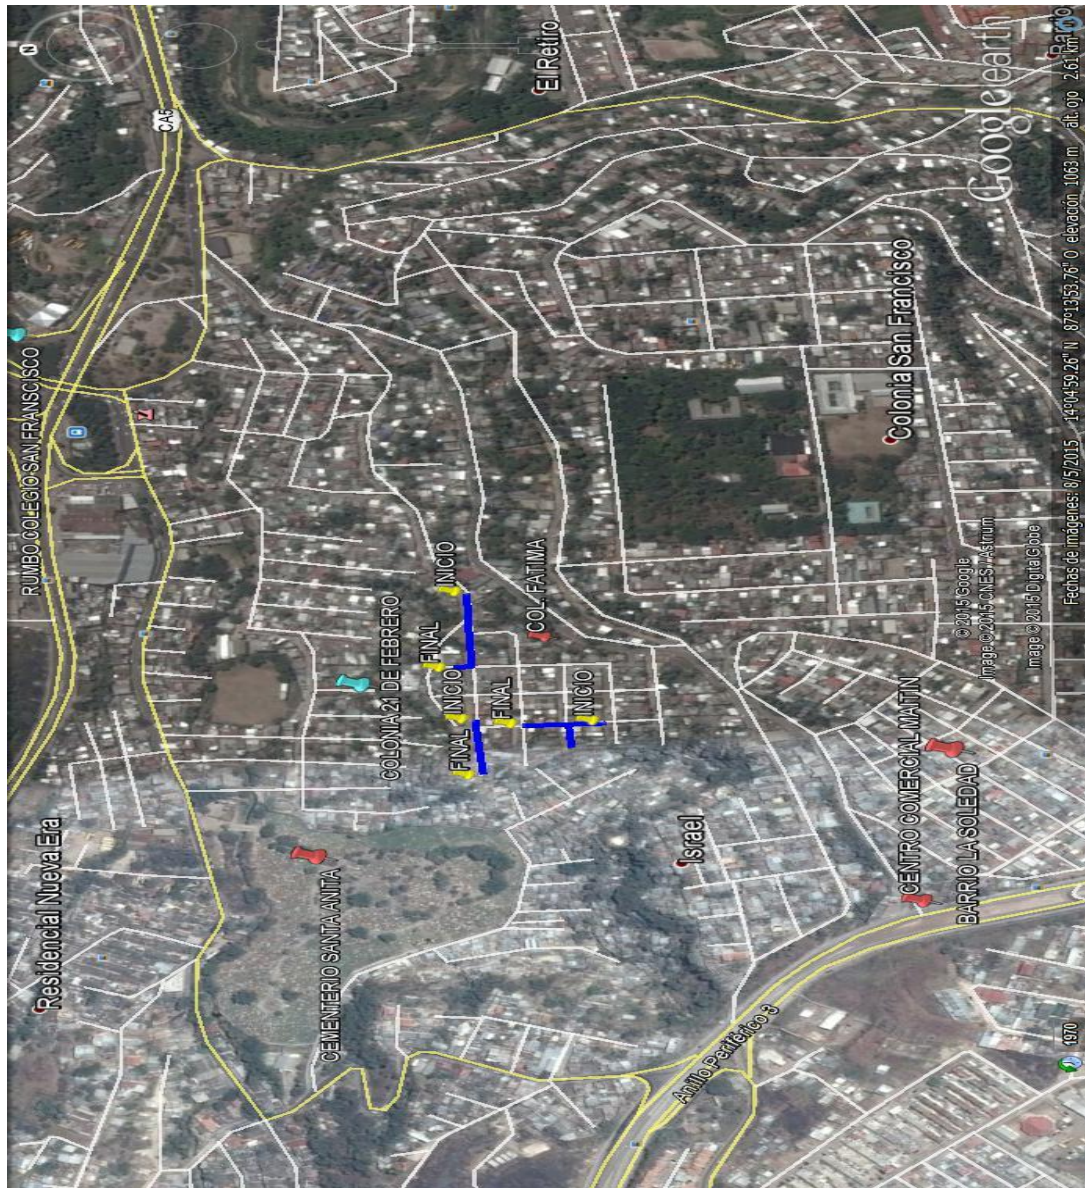 RUMBO COLEGIO SAN FRANSCISCO
Residencial Nueva Era
CA5
N
CEMENTERIO SANTA ANITA
COLONIA 21 DE FEBRERO
FINAL
INICIO
FINAL
INICIO
FINAL
INICIO
COL. FATIMA
El Retiro
Israel
Anillo Periférico 3
Colonia San Francisco
CENTRO COMERCIAL MAITIN
BARRIO LA SOLEDAD
© 2015 Google
Image © 2015 CNES / Astrium
Image © 2015 DigitalGlobe
Google earth
1970
Fechas de imágenes: 8/5/2015 14°04'59.26" N 87°13'53.76" O elevación 1063 m alt. ojo 2.61 km